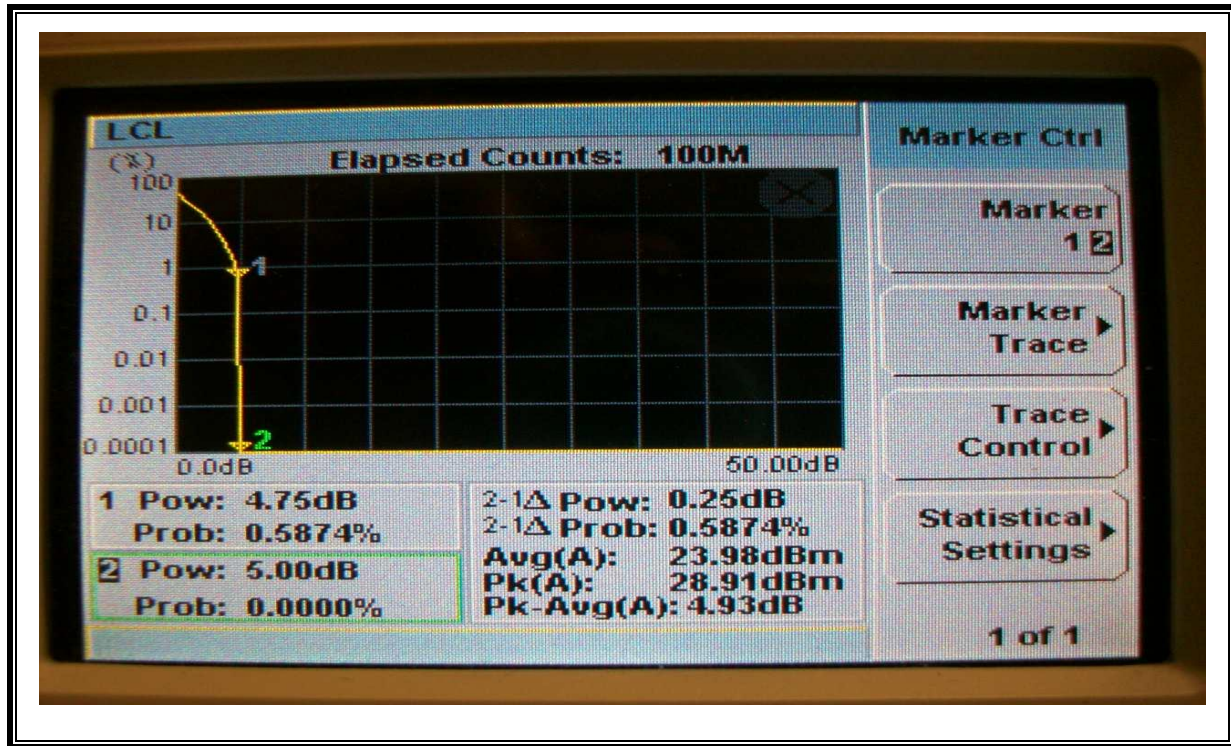 LCL
(%)
Elapsed Counts: 100M
100
10
1
0.1
0.01
0.001
0.0001
1
2
0.0dB
50.00dB
1 Pow: 4.75dB
Prob: 0.5874%
2 Pow: 5.00dB
Prob: 0.0000%
2-1Δ Pow: 0.25dB
2-1Δ Prob: 0.5874%
Avg(A): 23.98dBm
Pk(A): 28.91dBm
Pk-Avg(A): 4.93dB
Marker Ctrl
Marker
1 2
Marker
Trace
Trace
Control
Statistical
Settings
1 of 1